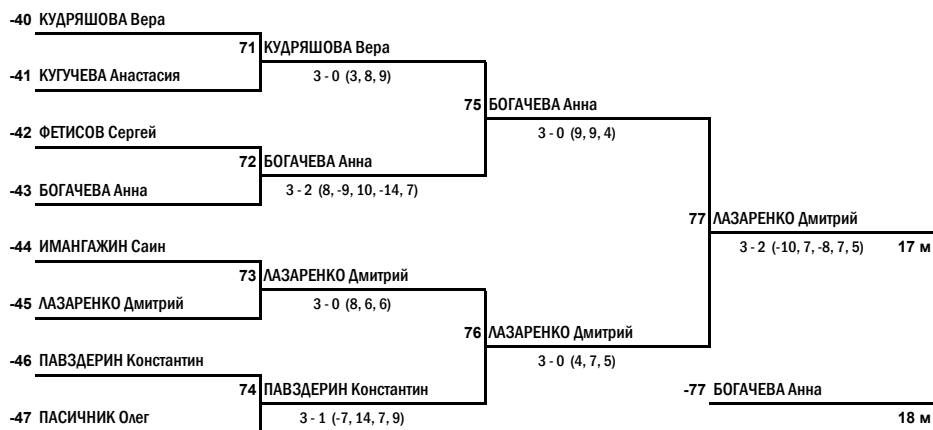 -40 КУДРЯШОВА Вера
71 КУДРЯШОВА Вера
-41 КУГУЧЕВА Анастасия
3 - 0 (3, 8, 9)
75 БОГАЧЕВА Анна
-42 ФЕТИСОВ Сергей
3 - 0 (9, 9, 4)
72 БОГАЧЕВА Анна
-43 БОГАЧЕВА Анна
3 - 2 (8, -9, 10, -14, 7)
77 ЛАЗАРЕНКО Дмитрий
-44 ИМАНГАЖИН Саин
3 - 2 (-10, 7, -8, 7, 5) 17 м
73 ЛАЗАРЕНКО Дмитрий
-45 ЛАЗАРЕНКО Дмитрий
3 - 0 (8, 6, 6)
76 ЛАЗАРЕНКО Дмитрий
-46 ПАВЗДЕРИН Константин
3 - 0 (4, 7, 5)
74 ПАВЗДЕРИН Константин
-77 БОГАЧЕВА Анна
-47 ПАСИЧНИК Олег
3 - 1 (-7, 14, 7, 9)
18 м